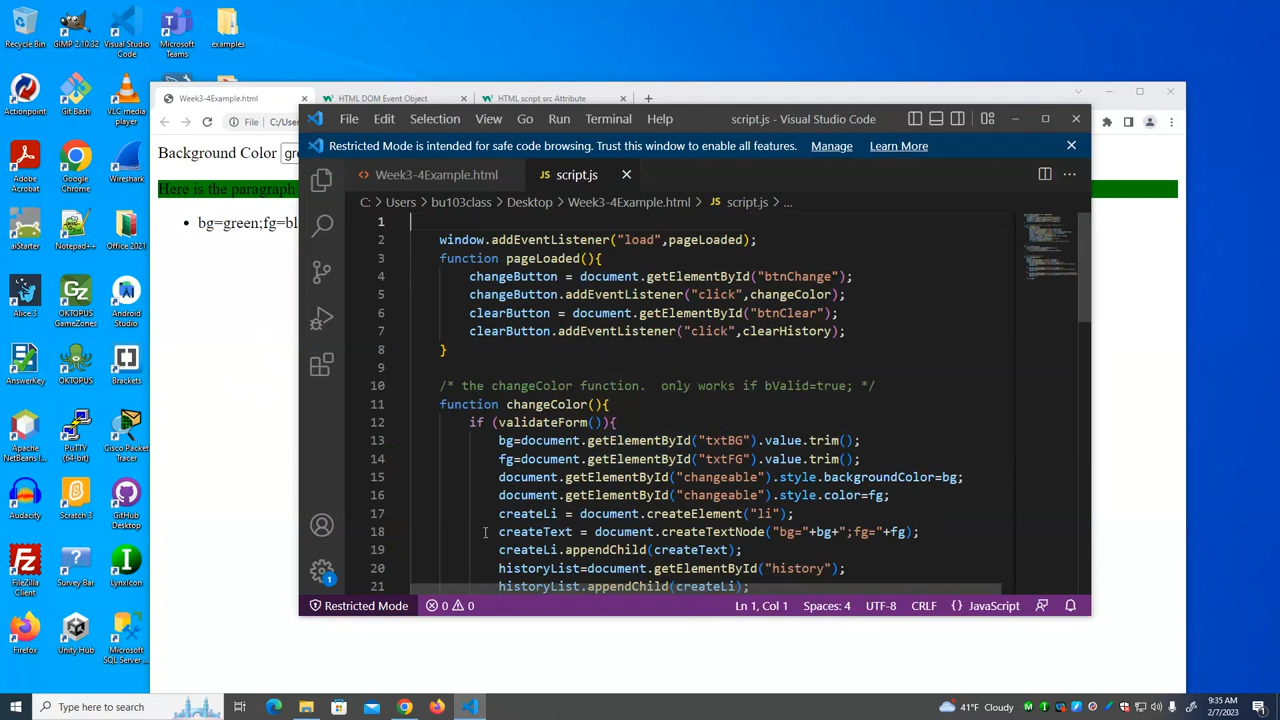 Recycle Bin
GIMP 2.10.32
Visual Studio
Code
Microsoft
Teams
examples
Actionpoint
Git Bash
VLC media
player
Adobe
Acrobat
Google
Chrome
Wireshark
aiStarter
Notepad++
Office 2021
Alice 3
OKTOPUS
GameZones
Android
Studio
AnswerKey
OKTOPUS
Brackets
Apache
NetBeans I...
PuTTY
(64-bit)
Cisco Packet
Tracer
Audacity
Scratch 3
GitHub
Desktop
FileZilla
Client
Survey Bar
LynxIcon
Firefox
Unity Hub
Microsoft
SQL Server ...
Week3-4Example.html
HTML DOM Event Object
HTML script src Attribute
File
C:/User
Background Color gre
Here is the paragraph
• bg=green;fg=bl
File Edit Selection View Go Run Terminal Help script.js - Visual Studio Code
Restricted Mode is intended for safe code browsing. Trust this window to enable all features. Manage Learn More
Week3-4Example.html
JS script.js
C: > Users > bu103class > Desktop > Week3-4Example.html > JS script.js > ...
1
2 window.addEventListener("load",pageLoaded);
3 function pageLoaded(){
4 changeButton = document.getElementById("btnChange");
5 changeButton.addEventListener("click",changeColor);
6 clearButton = document.getElementById("btnClear");
7 clearButton.addEventListener("click",clearHistory);
8 }
9
10 /* the changeColor function.  only works if bValid=true; */
11 function changeColor(){
12 if (validateForm()){
13 bg=document.getElementById("txtBG").value.trim();
14 fg=document.getElementById("txtFG").value.trim();
15 document.getElementById("changeable").style.backgroundColor=bg;
16 document.getElementById("changeable").style.color=fg;
17 createLi = document.createElement("li");
18 createText = document.createTextNode("bg="+bg+";fg="+fg);
19 createLi.appendChild(createText);
20 historyList=document.getElementById("history");
21 historyList.appendChild(createLi);
1
Restricted Mode 0 0 Ln 1, Col 1 Spaces: 4 UTF-8 CRLF {} JavaScript
Type here to search
41°F Cloudy
9:35 AM
2/7/2023
1